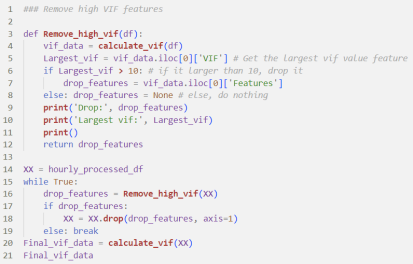 1 ### Remove high VIF features
2
3 def Remove_high_vif(df):
4     vif_data = calculate_vif(df)
5     Largest_vif = vif_data.iloc[0]['VIF'] # Get the largest vif value feature
6     if Largest_vif > 10: # if it larger than 10, drop it
7         drop_features = vif_data.iloc[0]['Features']
8     else: drop_features = None # else, do nothing
9     print('Drop:', drop_features)
10     print('Largest vif:', Largest_vif)
11     print()
12     return drop_features
13
14 XX = hourly_processed_df
15 while True:
16     drop_features = Remove_high_vif(XX)
17     if drop_features:
18         XX = XX.drop(drop_features, axis=1)
19     else: break
20 Final_vif_data = calculate_vif(XX)
21 Final_vif_data